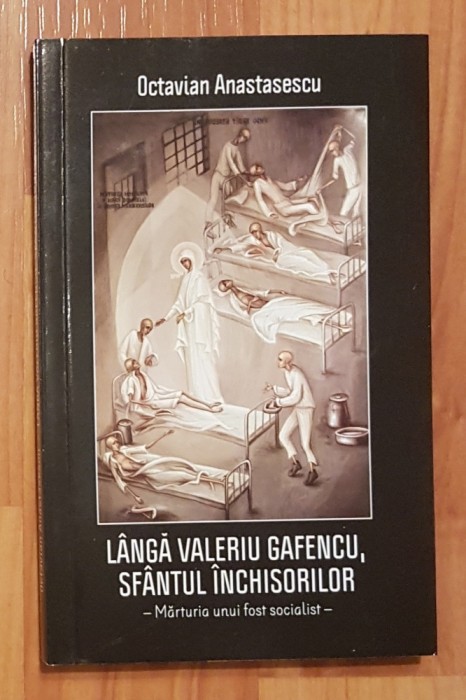 Octavian Anastasescu
LÂNGĂ VALERIU GAFENCU,
SFÂNTUL ÎNCHISORILOR
– Mărturia unui fost socialist –